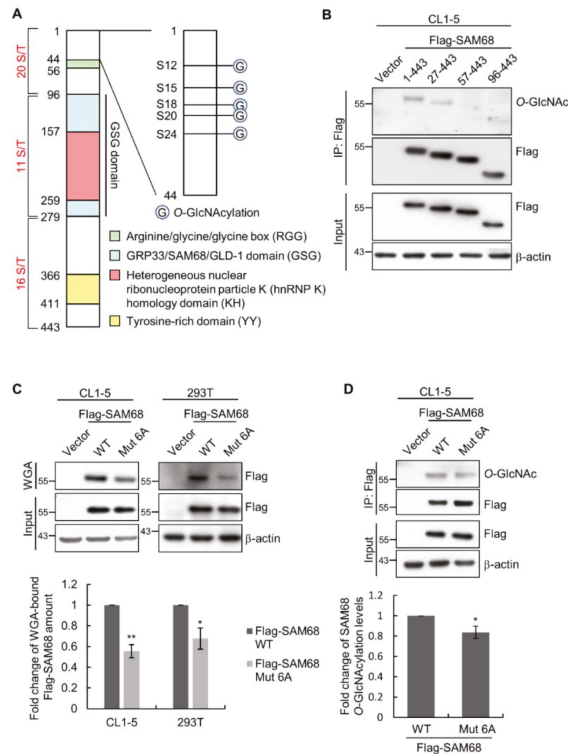 A
20 S/T
11 S/T
16 S/T
1
44
56
96
157
259
279
366
411
443
GSG domain
1
S12 G
S15 G
S18 G
S20 G
S24 G
44
G O-GlcNAcylation
Arginine/glycine/glycine box (RGG)
GRP33/SAM68/GLD-1 domain (GSG)
Heterogeneous nuclear
ribonucleoprotein particle K (hnRNP K)
homology domain (KH)
Tyrosine-rich domain (YY)
B
CL1-5
Flag-SAM68
Vector 1-443 27-443 57-443 96-443
IP: Flag
55 O-GlcNAc
55 Flag
Input
55 Flag
43 β-actin
C
CL1-5 293T
Flag-SAM68 Flag-SAM68
Vector WT Mut 6A Vector WT Mut 6A
WGA
55 55 Flag
Input
55 55 Flag
43 43 β-actin
Fold change of WGA-bound
Flag-SAM68 amount
1.2
1
0.8
0.6
0.4
0.2
0
** *
CL1-5 293T
Flag-SAM68
WT
Flag-SAM68
Mut 6A
D
CL1-5
Flag-SAM68
Vector WT Mut 6A
IP: Flag
55 O-GlcNAc
55 Flag
Input
55 Flag
43 β-actin
Fold change of SAM68
O-GlcNAcylation levels
1.2
1
0.8
0.6
0.4
0.2
0
*
WT Mut 6A
Flag-SAM68